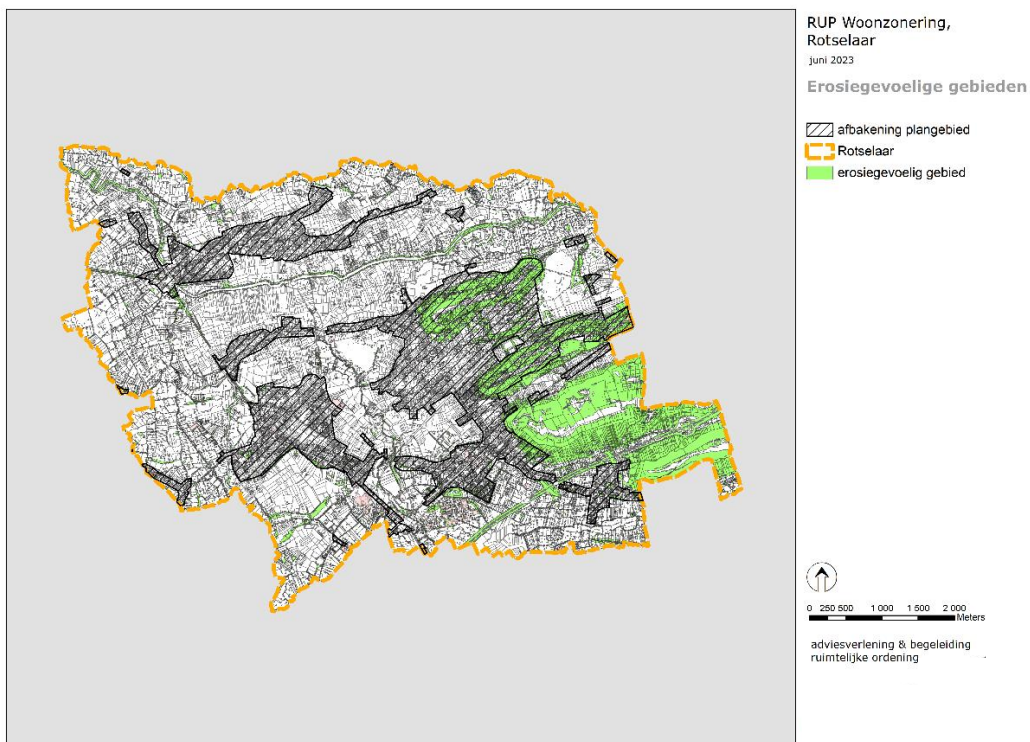 RUP Woonzonering,
Rotselaar
juni 2023
Erosiegevoelige gebieden
afbakening plangebied
Rotselaar
erosiegevoelig gebied
0 250 500 1 000 1 500 2 000
Meters
adviesverlening & begeleiding
ruimtelijke ordening